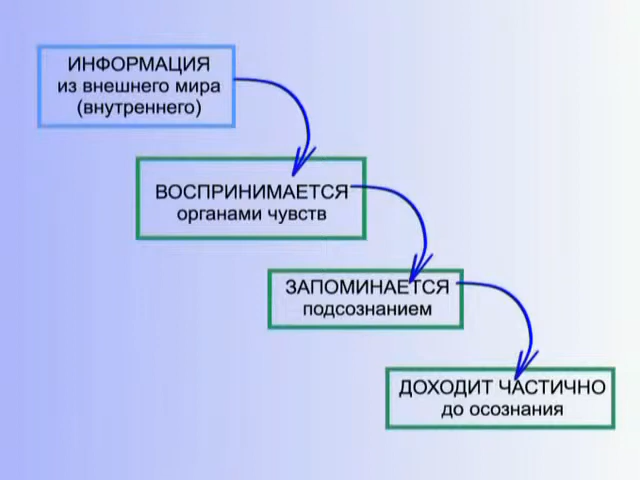 ИНФОРМАЦИЯ
из внешнего мира
(внутреннего)
ВОСПРИНИМАЕТСЯ
органами чувств
ЗАПОМИНАЕТСЯ
подсознанием
ДОХОДИТ ЧАСТИЧНО
до осознания